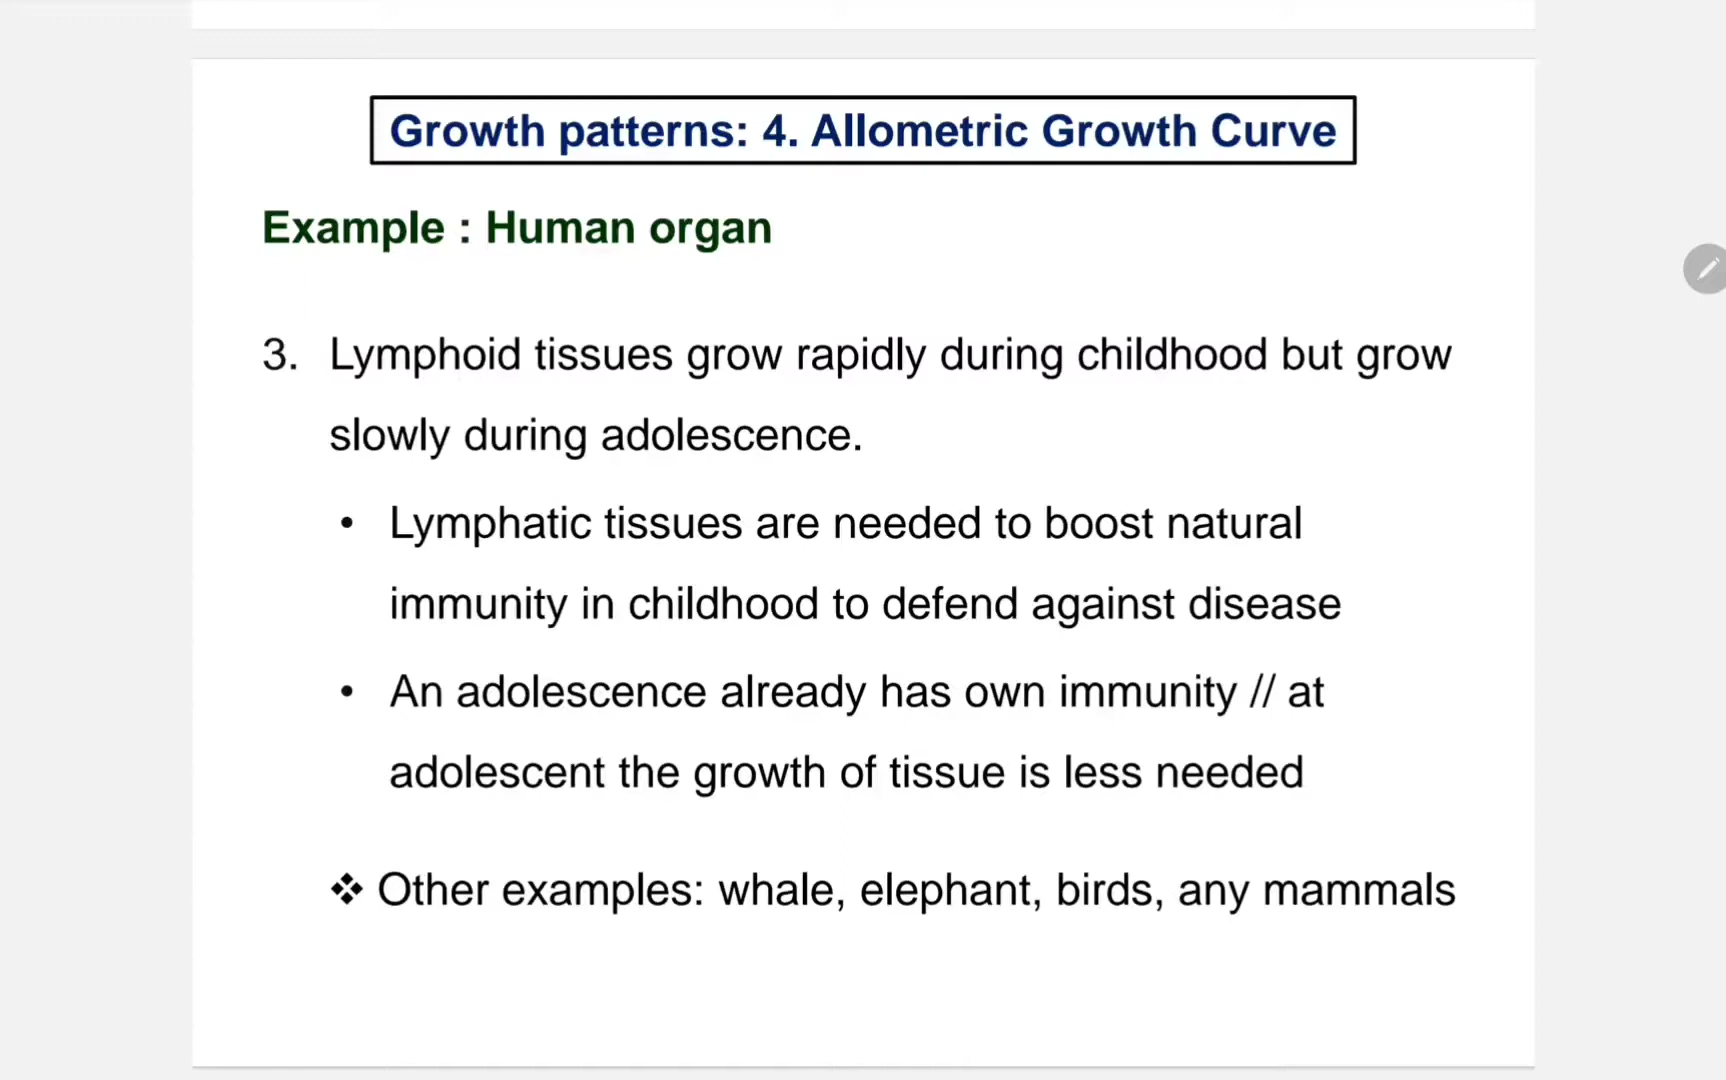 Growth patterns: 4. Allometric Growth Curve
Example : Human organ
3. Lymphoid tissues grow rapidly during childhood but grow
slowly during adolescence.
• Lymphatic tissues are needed to boost natural
immunity in childhood to defend against disease
• An adolescence already has own immunity // at
adolescent the growth of tissue is less needed
❖ Other examples: whale, elephant, birds, any mammals